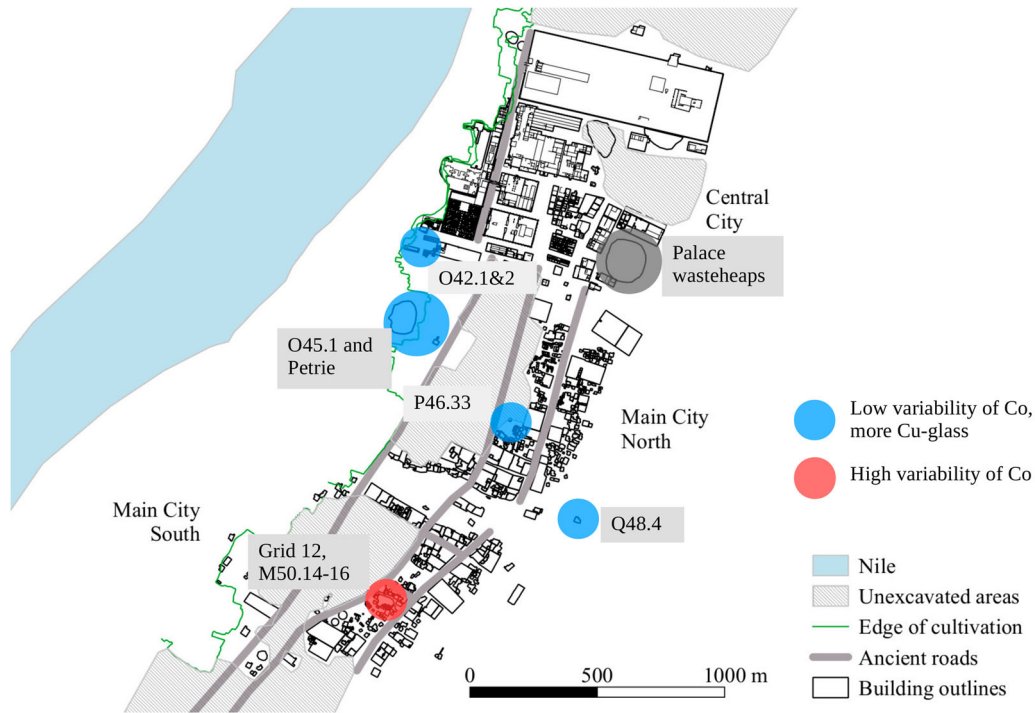 Central
City
Palace
wasteheaps
O42.1&2
O45.1 and
Petrie
P46.33
Main City
North
Low variability of Co,
more Cu-glass
High variability of Co
Main City
South
Q48.4
Grid 12,
M50.14-16
Nile
Unexcavated areas
Edge of cultivation
Ancient roads
Building outlines
0 500 1000 m